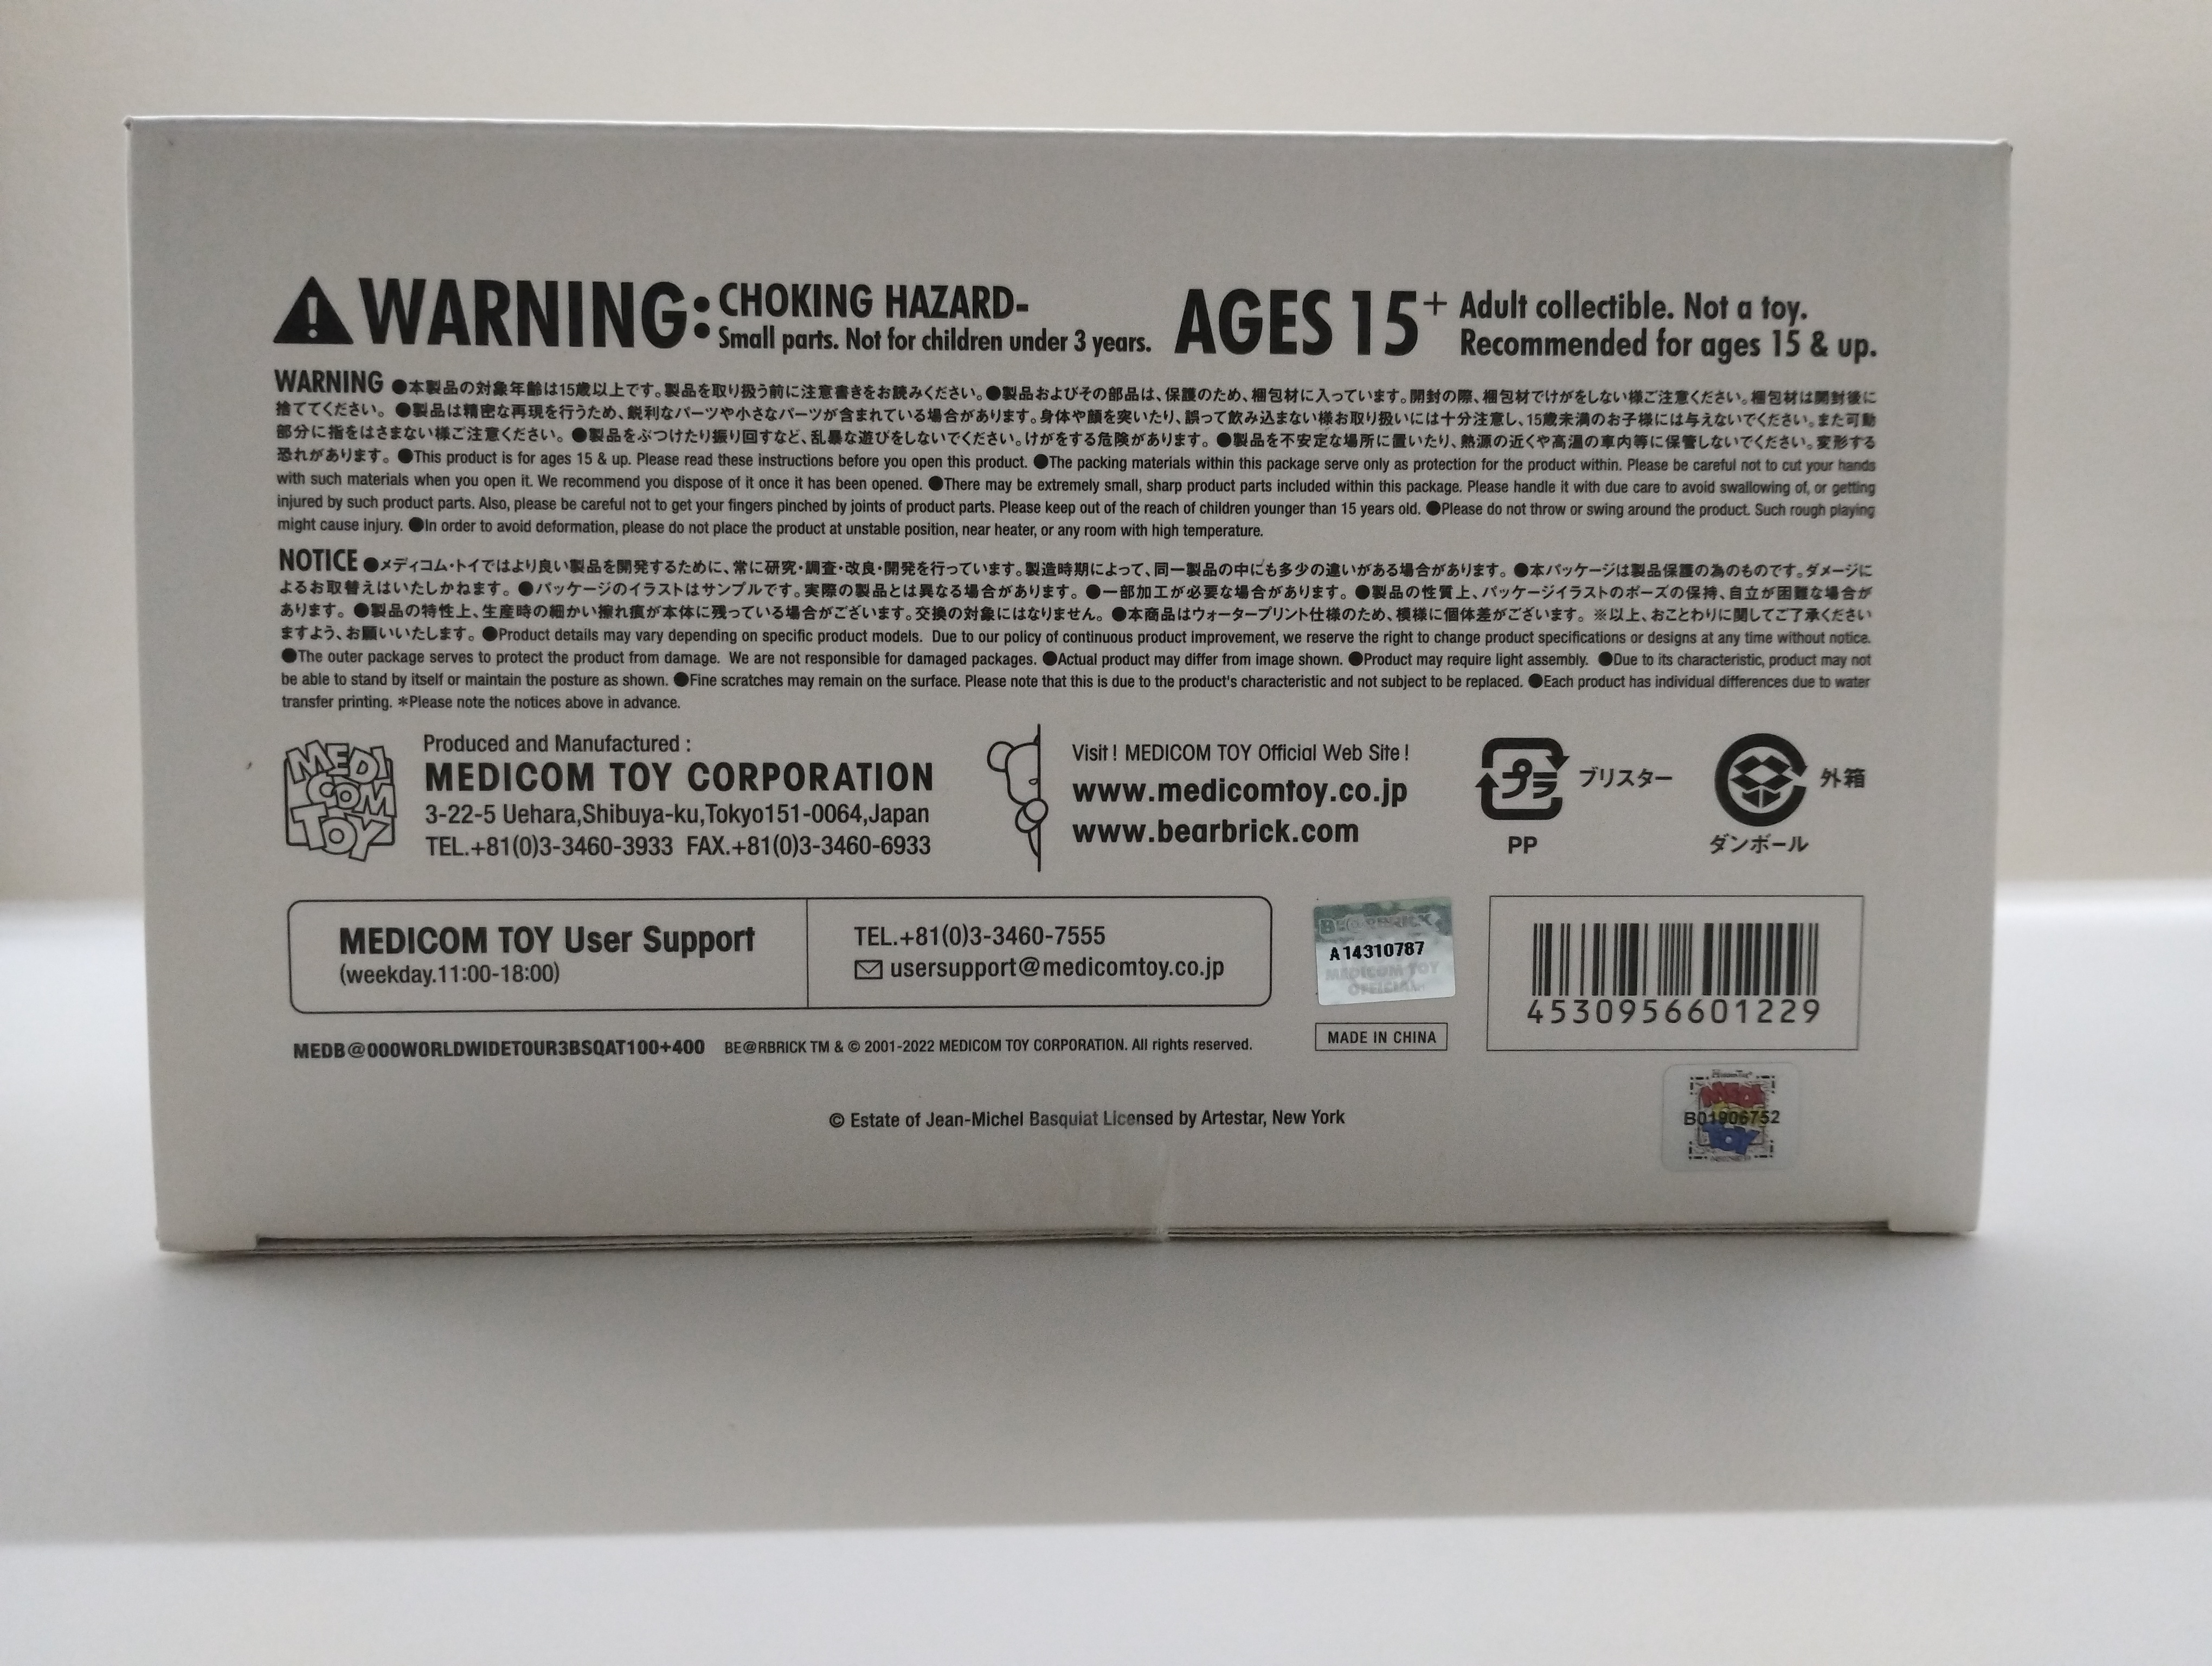 WARNING: CHOKING HAZARD-
Small parts. Not for children under 3 years.
AGES 15+ Adult collectible. Not a toy.
Recommended for ages 15 & up.
WARNING ●本製品の対象年齢は15歳以上です。製品を取り扱う前に注意書きをお読みください。●製品およびその部品は、保護のため、梱包材に入っています。開封の際、梱包材でけがをしない様ご注意ください。梱包材は開封後に
捨ててください。 ●製品は精密な再現を行うため、鋭利なパーツや小さなパーツが含まれている場合があります。身体や顔を突いたり、誤って飲み込まない様お取り扱いには十分注意し、15歳未満のお子様には与えないでください。また可動
部分に指をはさまない様ご注意ください。 ●製品をぶつけたり振り回すなど、乱暴な遊びをしないでください。けがをする危険があります。 ●製品を不安定な場所に置いたり、熱源の近くや高温の車内等に保管しないでください。変形する
恐れがあります。 ●This product is for ages 15 & up. Please read these instructions before you open this product. ●The packing materials within this package serve only as protection for the product within. Please be careful not to cut your hands
with such materials when you open it. We recommend you dispose of it once it has been opened. ●There may be extremely small, sharp product parts included within this package. Please handle it with due care to avoid swallowing of, or getting
injured by such product parts. Also, please be careful not to get your fingers pinched by joints of product parts. Please keep out of the reach of children younger than 15 years old. ●Please do not throw or swing around the product. Such rough playing
might cause injury. ●In order to avoid deformation, please do not place the product at unstable position, near heater, or any room with high temperature.
NOTICE ●メディコム・トイではより良い製品を開発するために、常に研究・調査・改良・開発を行っています。製造時期によって、同一製品の中にも多少の違いがある場合があります。 ●本パッケージは製品保護の為のものです。ダメージに
よるお取替えはいたしかねます。 ●パッケージのイラストはサンプルです。実際の製品とは異なる場合があります。 ●一部加工が必要な場合があります。 ●製品の性質上、パッケージイラストのポーズの保持、自立が困難な場合が
あります。 ●製品の特性上、生産時の細かい擦れ痕が本体に残っている場合がございます。交換の対象にはなりません。 ●本商品はウォータープリント仕様のため、模様に個体差がございます。 ※以上、おことわりに関してご了承ください
ますよう、お願いいたします。 ●Product details may vary depending on specific product models. Due to our policy of continuous product improvement, we reserve the right to change product specifications or designs at any time without notice.
●The outer package serves to protect the product from damage. We are not responsible for damaged packages. ●Actual product may differ from image shown. ●Product may require light assembly. ●Due to its characteristic, product may not
be able to stand by itself or maintain the posture as shown. ●Fine scratches may remain on the surface. Please note that this is due to the product's characteristic and not subject to be replaced. ●Each product has individual differences due to water
transfer printing. *Please note the notices above in advance.
MEDI
COM
TOY
Produced and Manufactured :
MEDICOM TOY CORPORATION
3-22-5 Uehara,Shibuya-ku,Tokyo151-0064,Japan
TEL.+81(0)3-3460-3933 FAX.+81(0)3-3460-6933
Visit ! MEDICOM TOY Official Web Site !
www.medicomtoy.co.jp
www.bearbrick.com
プラ ブリスター
PP
外箱
ダンボール
MEDICOM TOY User Support
(weekday.11:00-18:00)
TEL.+81(0)3-3460-7555
usersupport@medicomtoy.co.jp
BE@RBRICK
A14310787
MEDICOM TOY
OFFICIAL
MADE IN CHINA
4530956601229
MEDB@000WORLDWIDETOUR3BSQAT100+400 BE@RBRICK TM & © 2001-2022 MEDICOM TOY CORPORATION. All rights reserved.
© Estate of Jean-Michel Basquiat Licensed by Artestar, New York
MEDI
B01906752
TOY